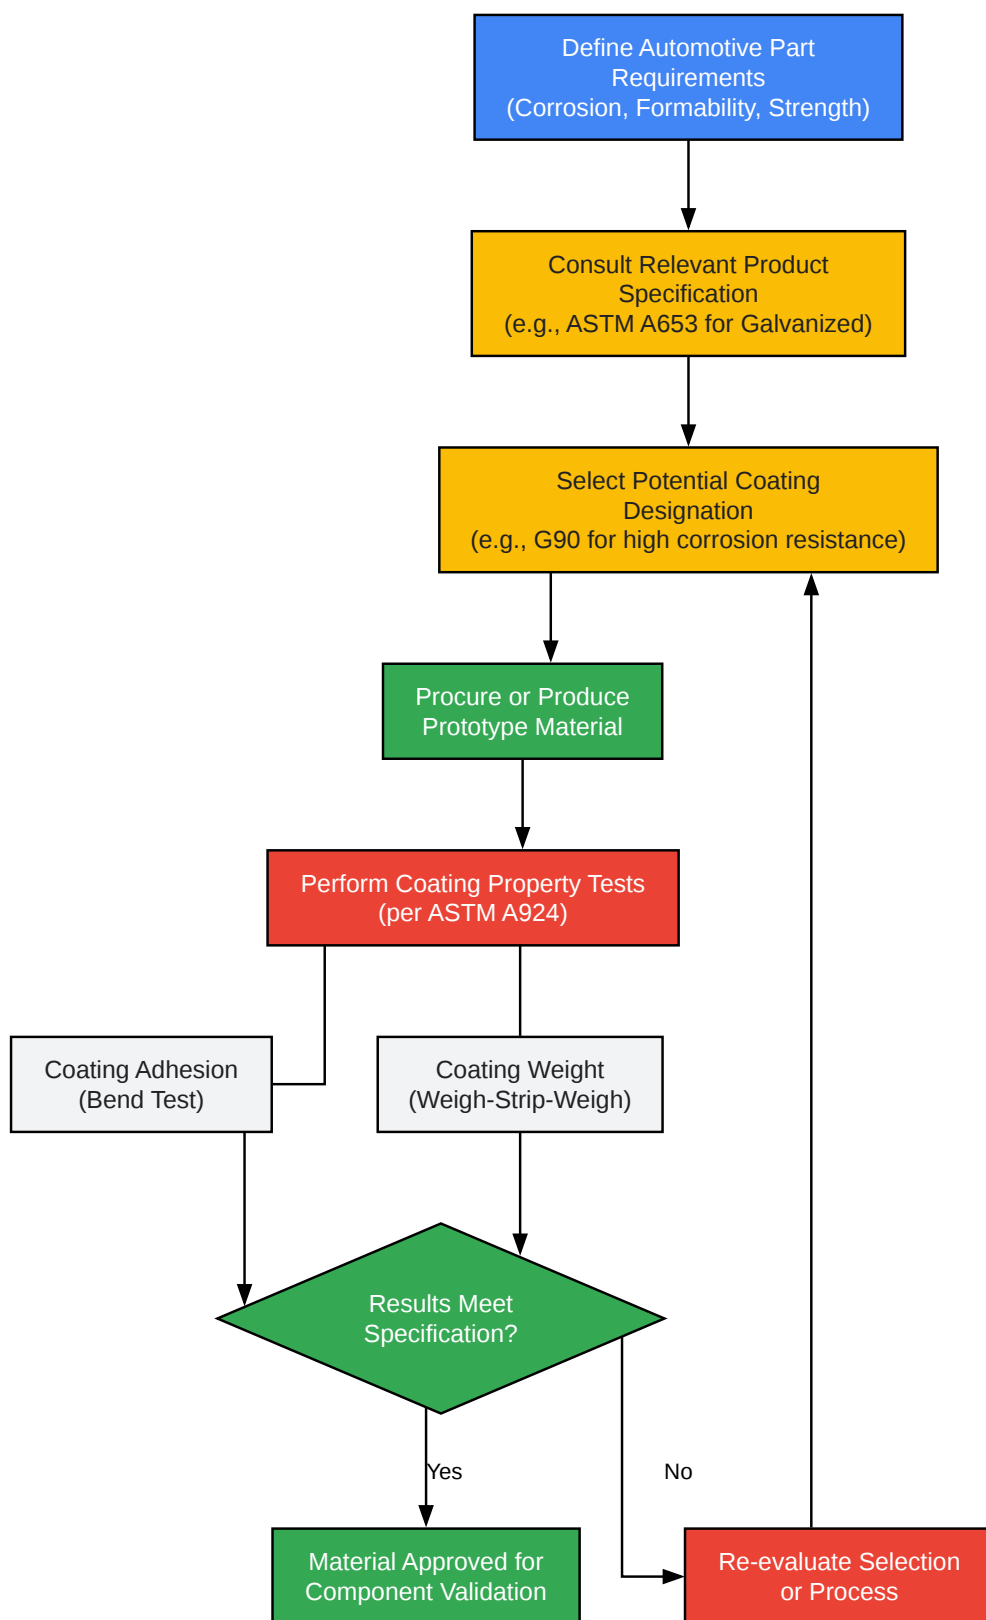 Define Automotive Part
Requirements
(Corrosion, Formability, Strength)
Consult Relevant Product
Specification
(e.g., ASTM A653 for Galvanized)
Select Potential Coating
Designation
(e.g., G90 for high corrosion resistance)
Procure or Produce
Prototype Material
Perform Coating Property Tests
(per ASTM A924)
Coating Adhesion
(Bend Test)
Coating Weight
(Weigh-Strip-Weigh)
Results Meet
Specification?
Yes
No
Material Approved for
Component Validation
Re-evaluate Selection
or Process